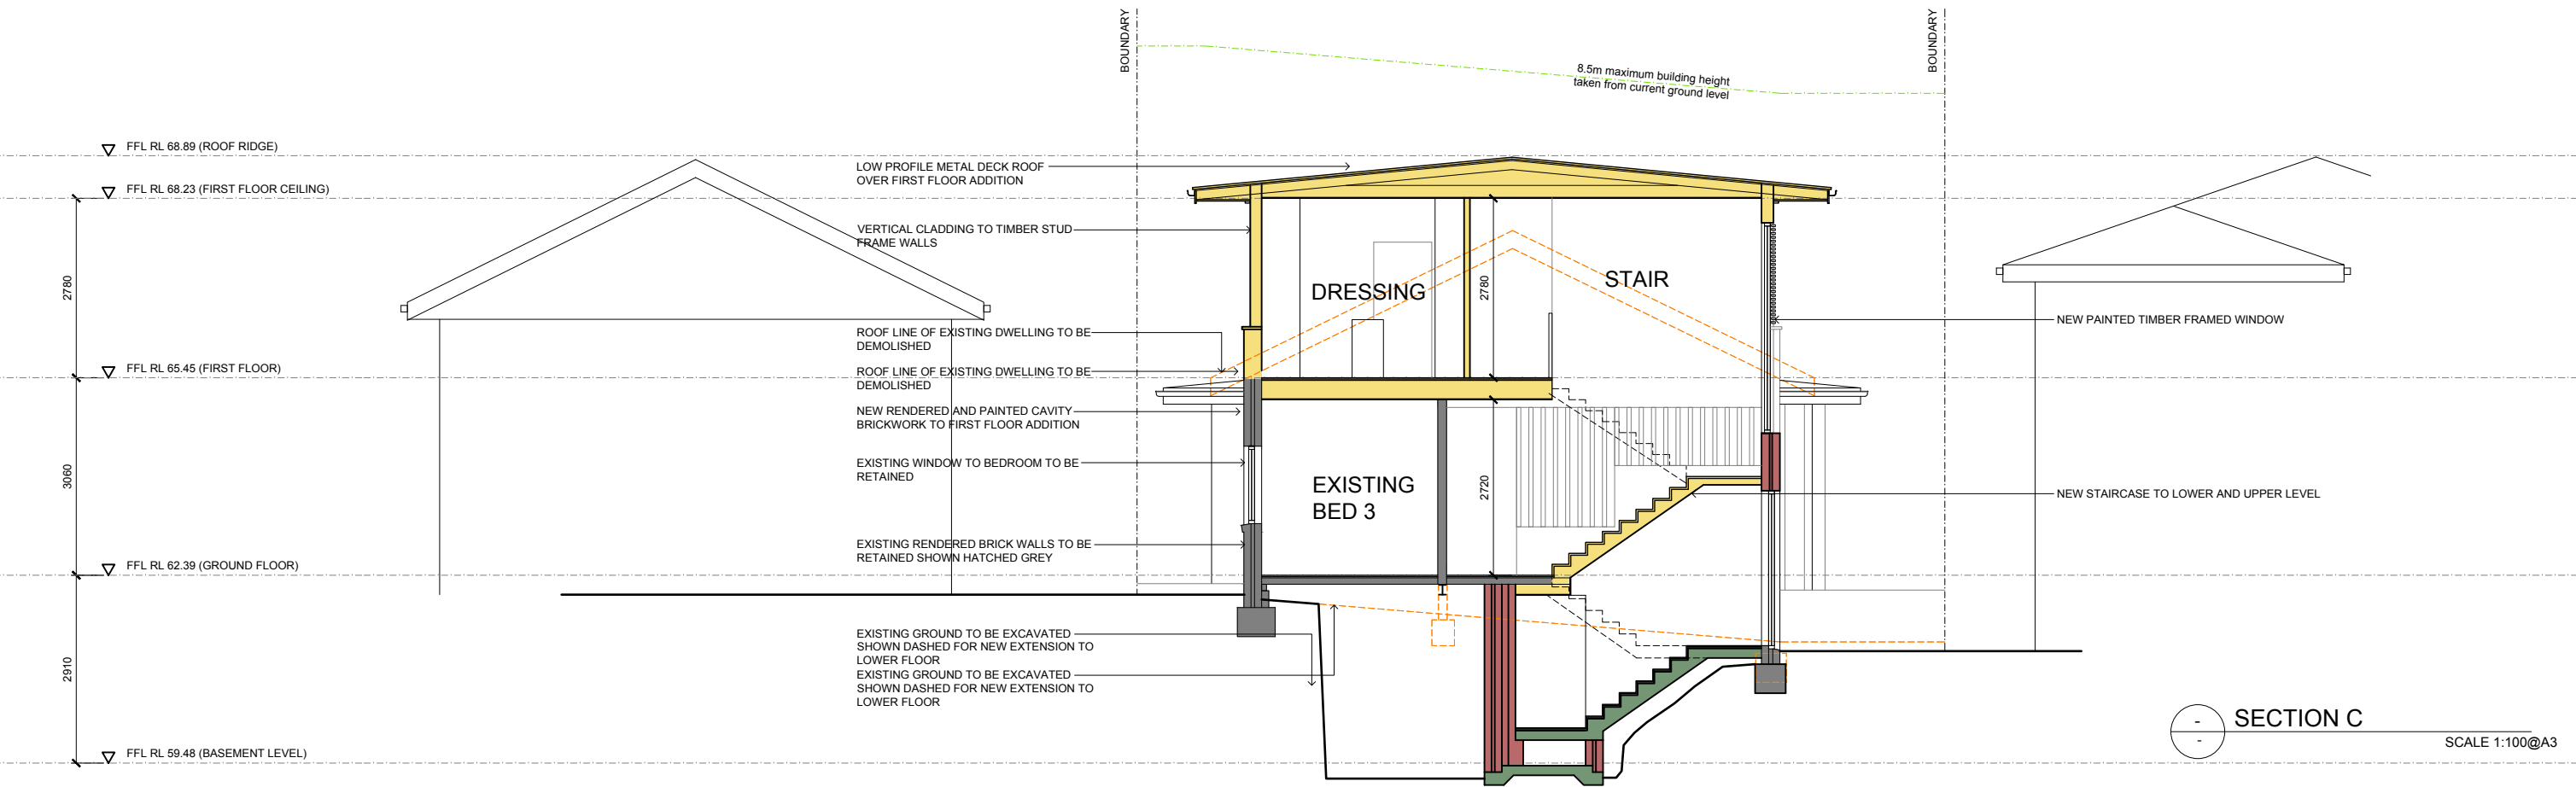 BOUNDARY
BOUNDARY
8.5m maximum building height
taken from current ground level
FFL RL 68.89 (ROOF RIDGE)
FFL RL 68.23 (FIRST FLOOR CEILING)
2780
FFL RL 65.45 (FIRST FLOOR)
3060
FFL RL 62.39 (GROUND FLOOR)
2910
FFL RL 59.48 (BASEMENT LEVEL)
LOW PROFILE METAL DECK ROOF
OVER FIRST FLOOR ADDITION
VERTICAL CLADDING TO TIMBER STUD
FRAME WALLS
ROOF LINE OF EXISTING DWELLING TO BE
DEMOLISHED
ROOF LINE OF EXISTING DWELLING TO BE
DEMOLISHED
NEW RENDERED AND PAINTED CAVITY
BRICKWORK TO FIRST FLOOR ADDITION
EXISTING WINDOW TO BEDROOM TO BE
RETAINED
EXISTING RENDERED BRICK WALLS TO BE
RETAINED SHOWN HATCHED GREY
EXISTING GROUND TO BE EXCAVATED
SHOWN DASHED FOR NEW EXTENSION TO
LOWER FLOOR
EXISTING GROUND TO BE EXCAVATED
SHOWN DASHED FOR NEW EXTENSION TO
LOWER FLOOR
DRESSING
2780
STAIR
EXISTING
BED 3
2720
NEW PAINTED TIMBER FRAMED WINDOW
NEW STAIRCASE TO LOWER AND UPPER LEVEL
-
-
SECTION C
SCALE 1:100@A3